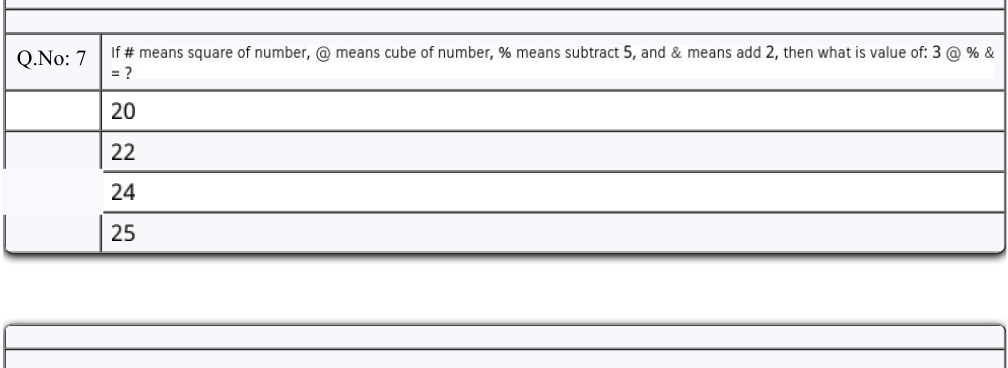 Q.No: 7
If # means square of number, @ means cube of number, % means subtract 5, and & means add 2, then what is value of: 3 @ % &
= ?
20
22
24
25